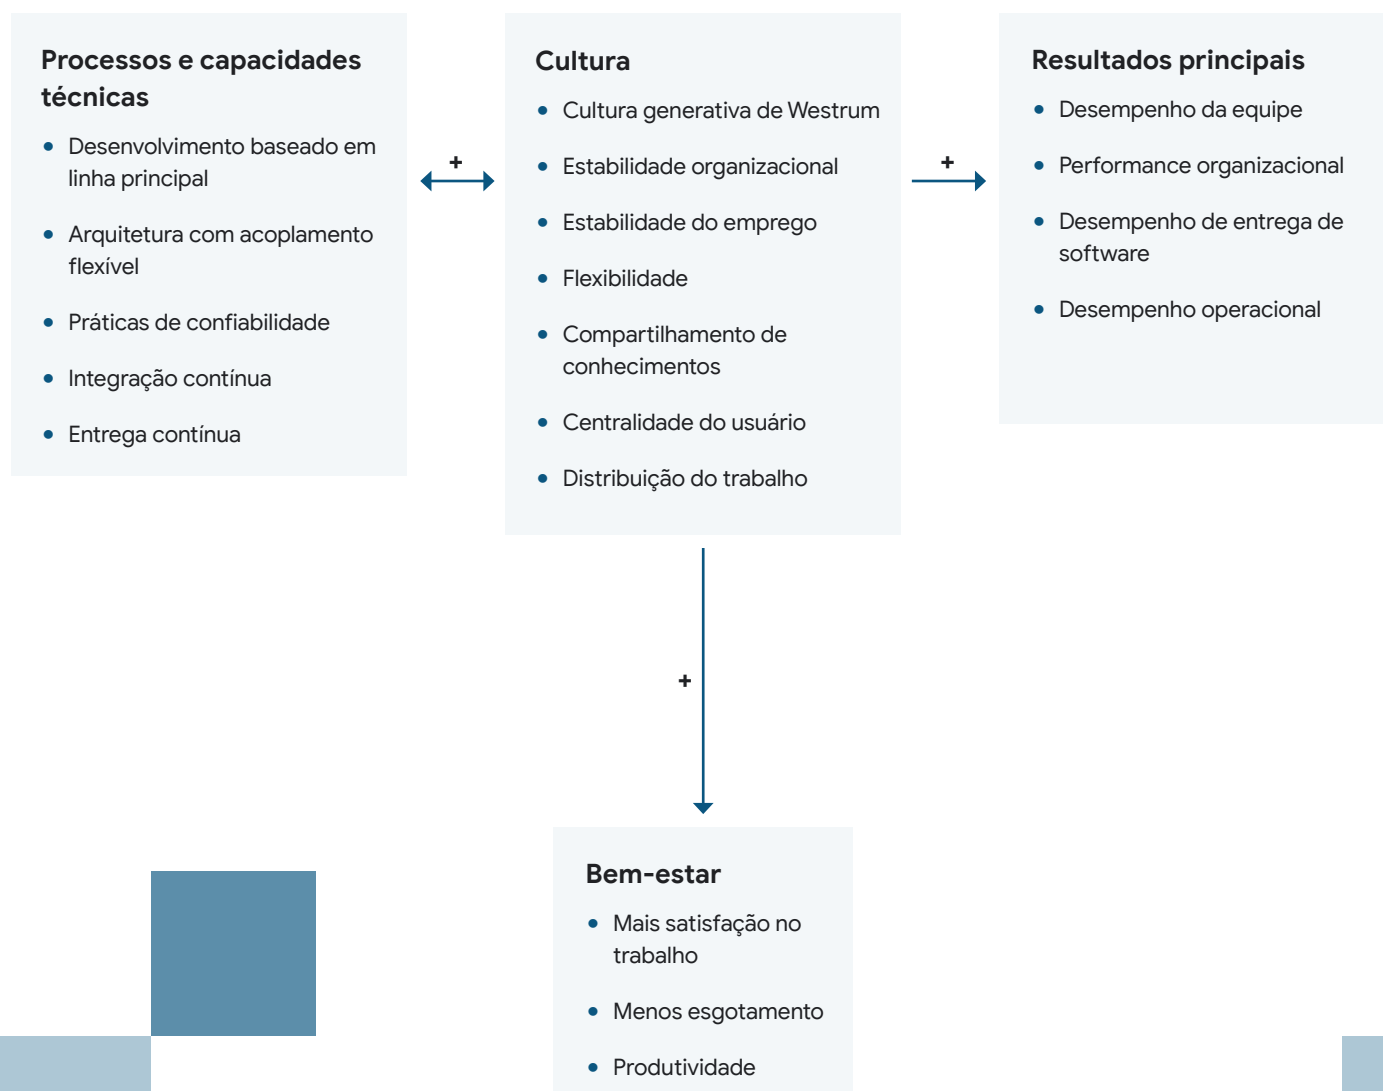 Processos e capacidades
técnicas
• Desenvolvimento baseado em
linha principal
• Arquitetura com acoplamento
flexível
• Práticas de confiabilidade
• Integração contínua
• Entrega contínua
+
Cultura
• Cultura generativa de Westrum
• Estabilidade organizacional
• Estabilidade do emprego
• Flexibilidade
• Compartilhamento de
conhecimentos
• Centralidade do usuário
• Distribuição do trabalho
+
Resultados principais
• Desempenho da equipe
• Performance organizacional
• Desempenho de entrega de
software
• Desempenho operacional
+
Bem-estar
• Mais satisfação no
trabalho
• Menos esgotamento
• Produtividade